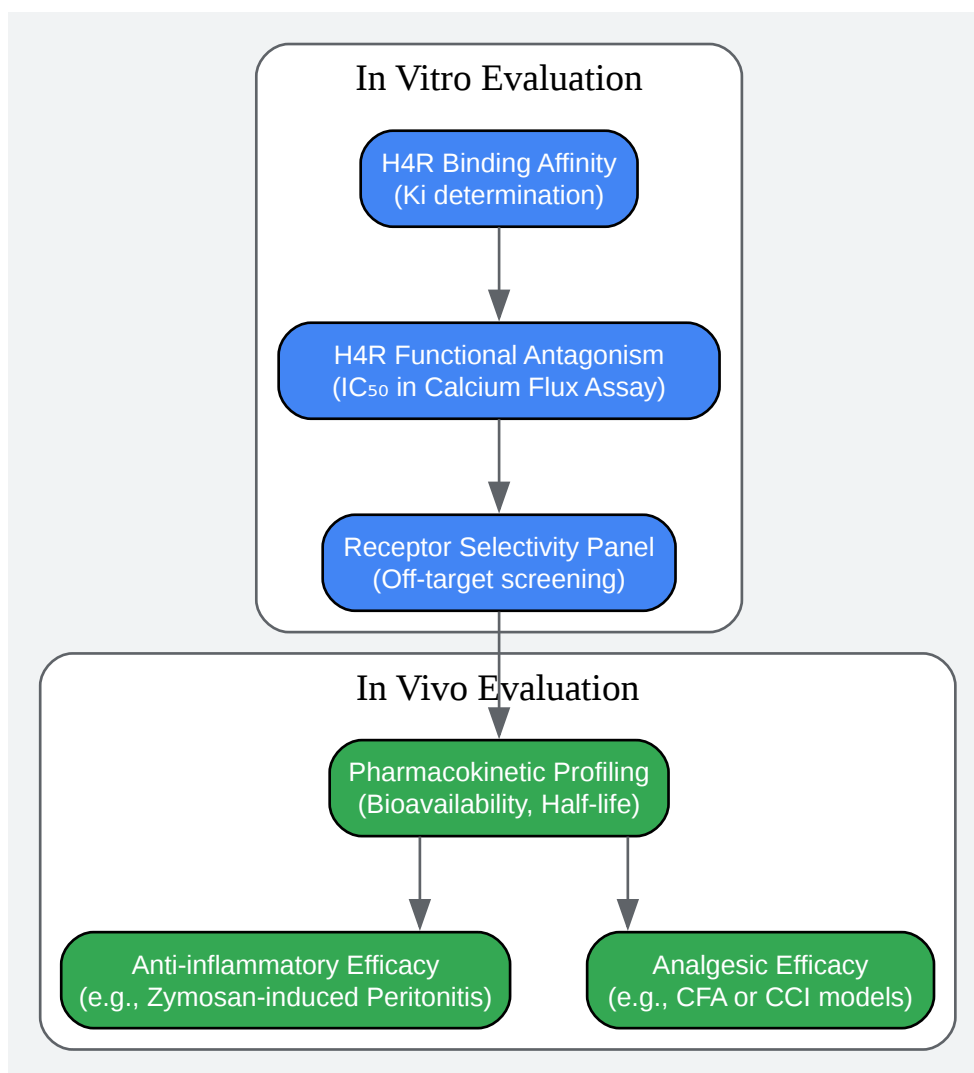 In Vitro Evaluation
H4R Binding Affinity
(Ki determination)
H4R Functional Antagonism
(IC₅₀ in Calcium Flux Assay)
Receptor Selectivity Panel
(Off-target screening)
In Vivo Evaluation
Pharmacokinetic Profiling
(Bioavailability, Half-life)
Anti-inflammatory Efficacy
(e.g., Zymosan-induced Peritonitis)
Analgesic Efficacy
(e.g., CFA or CCI models)